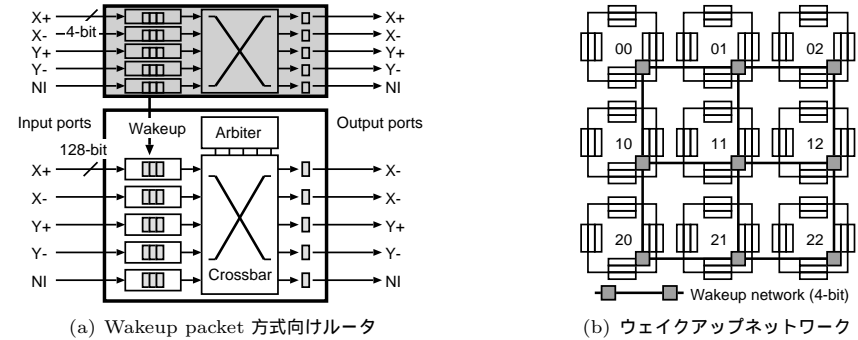 X+
X-
Y+
Y-
NI
4-bit
X+
X-
Y+
Y-
NI
Input ports
Wakeup
Arbiter
Output ports
128-bit
X+
X-
Y+
Y-
NI
Crossbar
X-
X-
Y+
Y-
NI
(a) Wakeup packet 方式向けルータ
00
01
02
10
11
12
20
21
22
Wakeup network (4-bit)
(b) ウェイクアップネットワーク